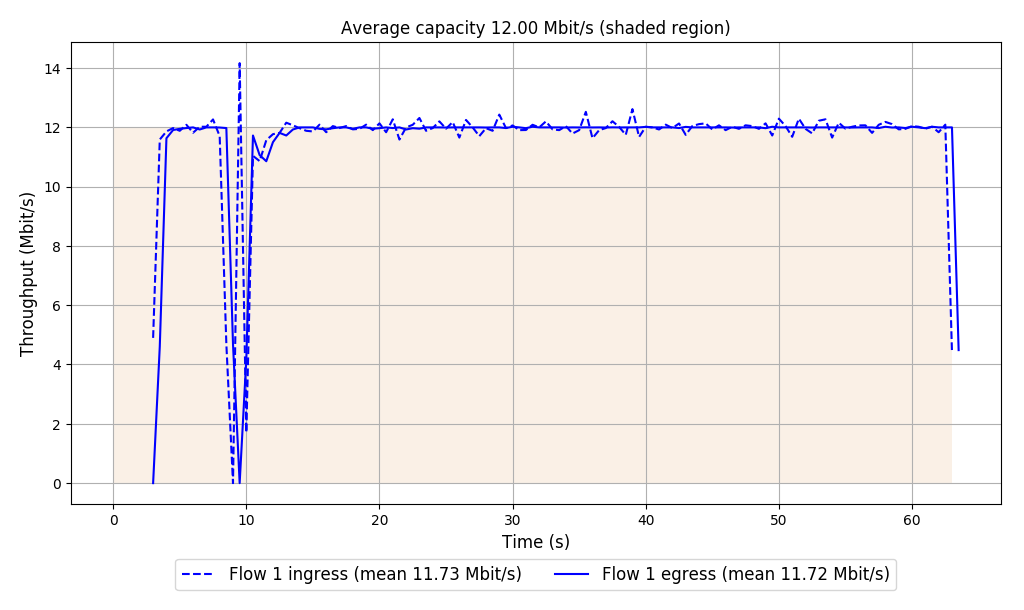 Average capacity 12.00 Mbit/s (shaded region)
14
12
10
8
6
4
2
0
Throughput (Mbit/s)
0 10 20 30 40 50 60
Time (s)
Flow 1 ingress (mean 11.73 Mbit/s) Flow 1 egress (mean 11.72 Mbit/s)